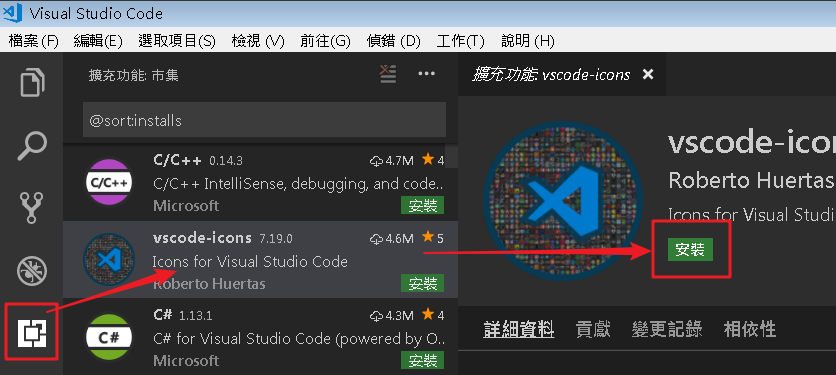 Visual Studio Code
檔案 (F) 編輯(E) 選取項目(S) 檢視 (V) 前往(G) 偵錯 (D) 工作(T) 說明 (H)
擴充功能: 市集
@sortinstalls
C/C++ 0.14.3 4.7M 4
C/C++
C/C++ IntelliSense, debugging, and code...
Microsoft 安裝
vscode-icons 7.19.0 4.6M 5
Icons for Visual Studio Code
Roberto Huertas 安裝
C# 1.13.1 4.3M 4
C#
C# for Visual Studio Code (powered by O...
Microsoft 安裝
擴充功能: vscode-icons
vscode-icon
Roberto Huertas
Icons for Visual Studi
安裝
詳細資料 貢獻 變更記錄 相依性